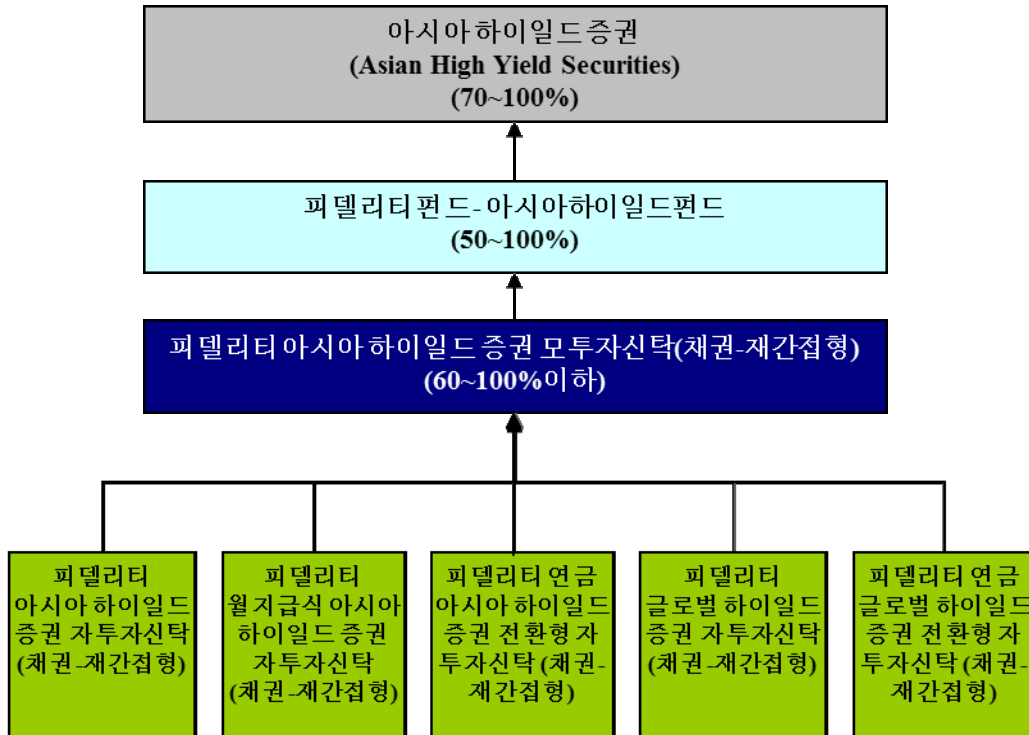 아시아 하이일드 증권
(Asian High Yield Securities)
(70~100%)
피델리티 펀드- 아시아하이일드펀드
(50~100%)
피델리티 아시아 하이일드 증권 모투자신탁(채권-재간접형)
(60~100%이하)
피델리티
아시아 하이일드
증권 자투자신탁
(채권-재간접형)
피델리티
월지급식 아시아
하이일드 증권
자투자신탁
(채권-재간접형)
피델리티 연금
아시아 하이일드
증권 전환형 자
투자신탁 (채권-
재간접형)
피델리티
글로벌 하이일드
증권 자투자신탁
(채권-재간접형)
피델리티 연금
글로벌 하이일드
증권 전환형 자
투자신탁 (채권-
재간접형)